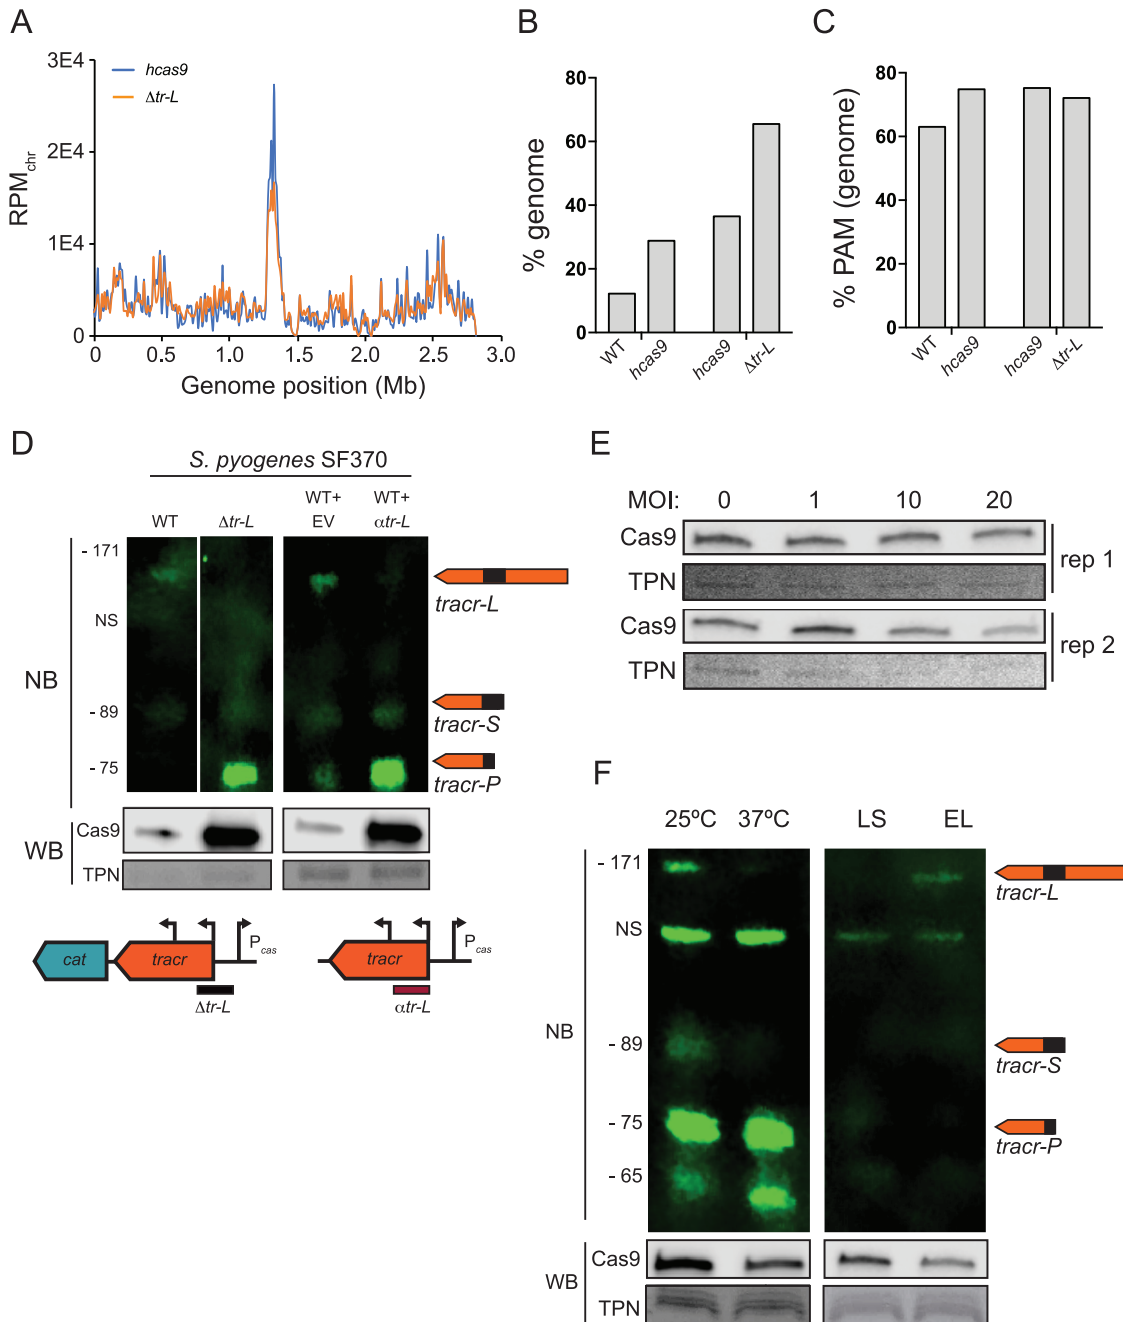 A
3E4
2E4
1E4
0
RPMchr
hcas9
Δtr-L
0 0.5 1.0 1.5 2.0 2.5 3.0
Genome position (Mb)
B
80
60
40
20
0
% genome
WT hcas9 hcas9 Δtr-L
C
80
60
40
20
0
% PAM (genome)
WT hcas9 hcas9 Δtr-L
D
S. pyogenes SF370
WT Δtr-L WT+ EV WT+ αtr-L
NB
- 171
NS
- 89
- 75
tracr-L
tracr-S
tracr-P
WB
Cas9
TPN
cat tracr Pcas
Δtr-L
tracr Pcas
αtr-L
E
MOI: 0 1 10 20
Cas9
TPN
rep 1
Cas9
TPN
rep 2
F
25ºC 37ºC LS EL
NB
- 171
NS
- 89
- 75
- 65
tracr-L
tracr-S
tracr-P
WB
Cas9
TPN